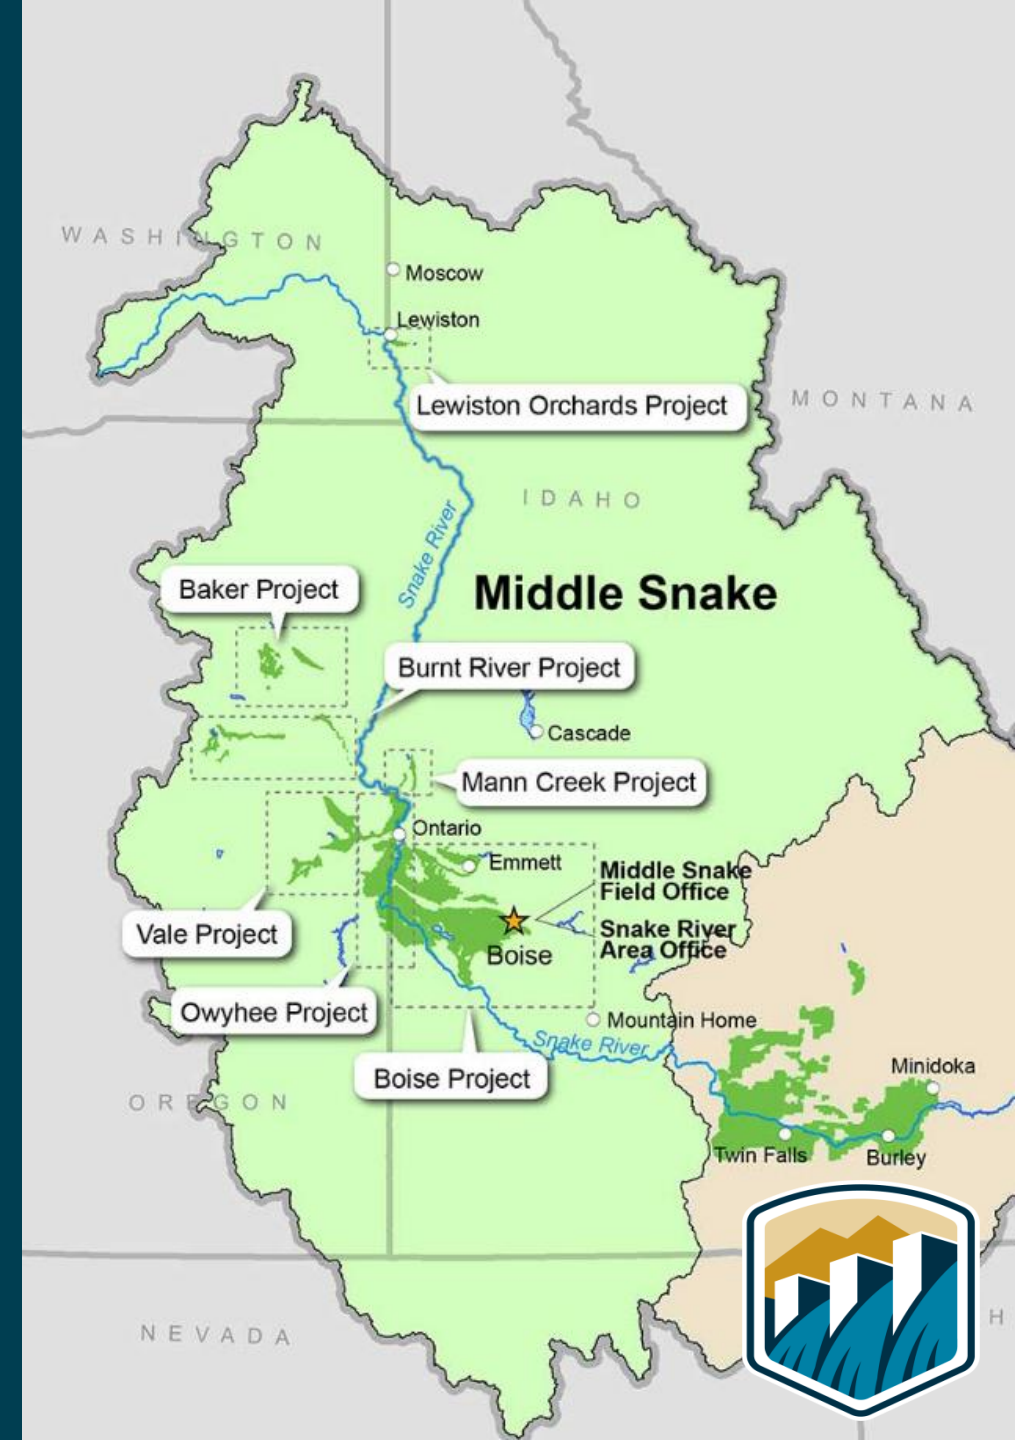 WASHINGTON
Moscow
Lewiston
Lewiston Orchards Project
MONTANA
IDAHO
Snake River
Middle Snake
Baker Project
Burnt River Project
Cascade
Mann Creek Project
Ontario
Emmett
Middle Snake
Field Office
Snake River
Area Office
Vale Project
Boise
Owyhee Project
Mountain Home
Snake River
Boise Project
Minidoka
OREGON
Twin Falls
Burley
NEVADA
H